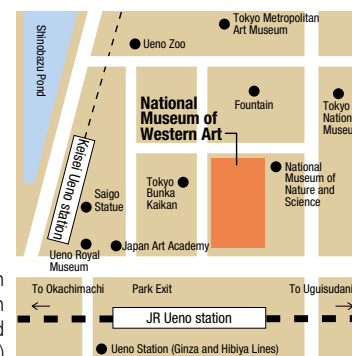 Tokyo Metropolitan
Art Museum
Ueno Zoo
Shinobazu Pond
National
Museum of
Western Art
Fountain
Tokyo
Nation
Museu
Keisei Ueno station
Saigo
Statue
Tokyo
Bunka
Kaikan
National
Museum of
Nature and
Science
Ueno Royal
Museum
Japan Art Academy
To Okachimachi
Park Exit
To Uguisudani
JR Ueno station
Ueno Station (Ginza and Hibiya Lines)